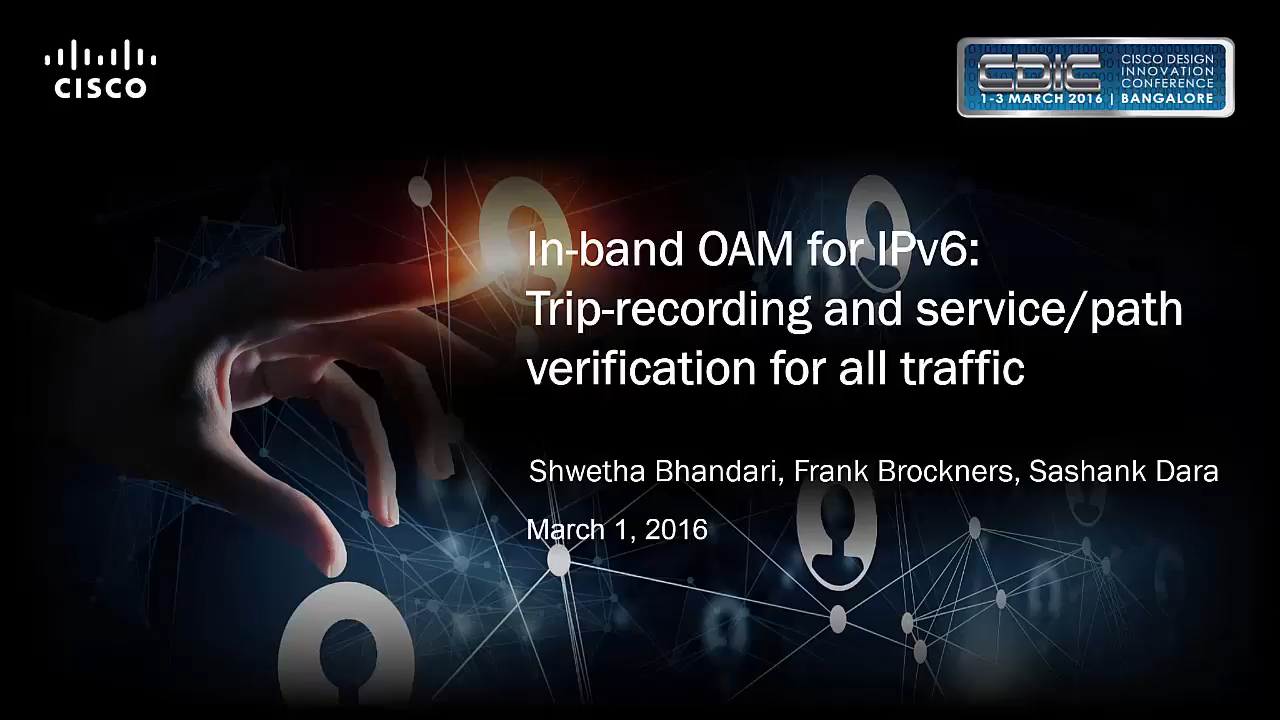 CISCO
CDIC
CISCO DESIGN
INNOVATION
CONFERENCE
1-3 MARCH 2016 | BANGALORE
In-band OAM for IPv6:
Trip-recording and service/path
verification for all traffic
Shwetha Bhandari, Frank Brockners, Sashank Dara
March 1, 2016